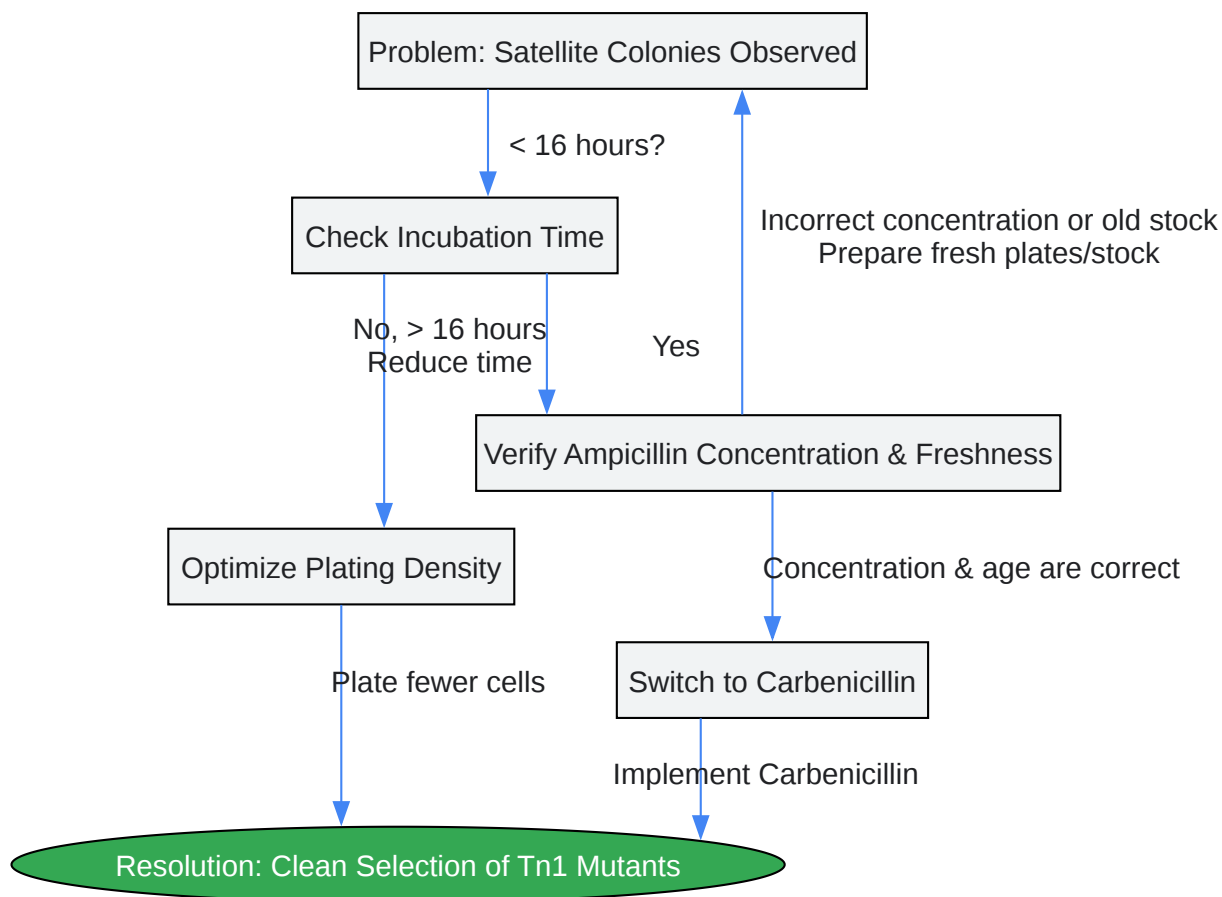 Problem: Satellite Colonies Observed
< 16 hours?
Incorrect concentration or old stock
Prepare fresh plates/stock
Check Incubation Time
No, > 16 hours
Reduce time
Yes
Verify Ampicillin Concentration & Freshness
Optimize Plating Density
Concentration & age are correct
Plate fewer cells
Switch to Carbenicillin
Implement Carbenicillin
Resolution: Clean Selection of Tn1 Mutants